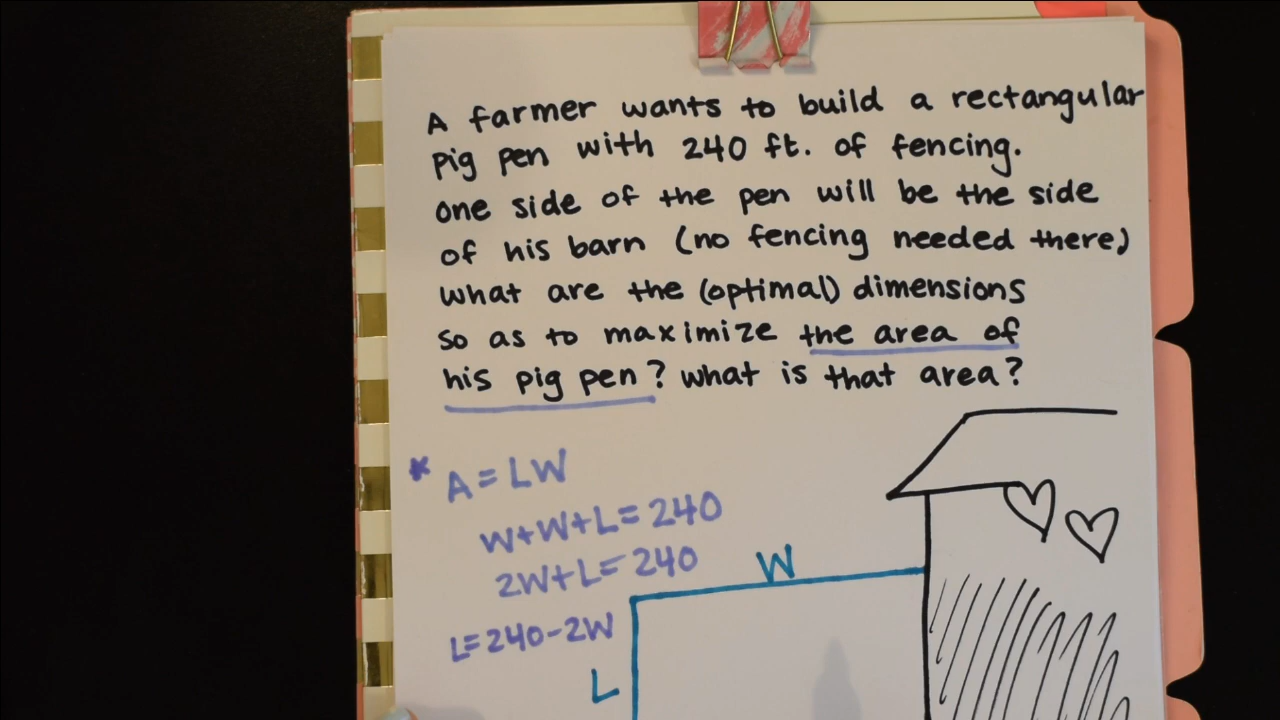 A farmer wants to build a rectangular
pig pen with 240 ft. of fencing.
one side of the pen will be the side
of his barn (no fencing needed there)
what are the (optimal) dimensions
so as to maximize the area of
his pig pen? what is that area?
* A = LW
W+W+L=240
2W+L=240
L=240-2W
W
L